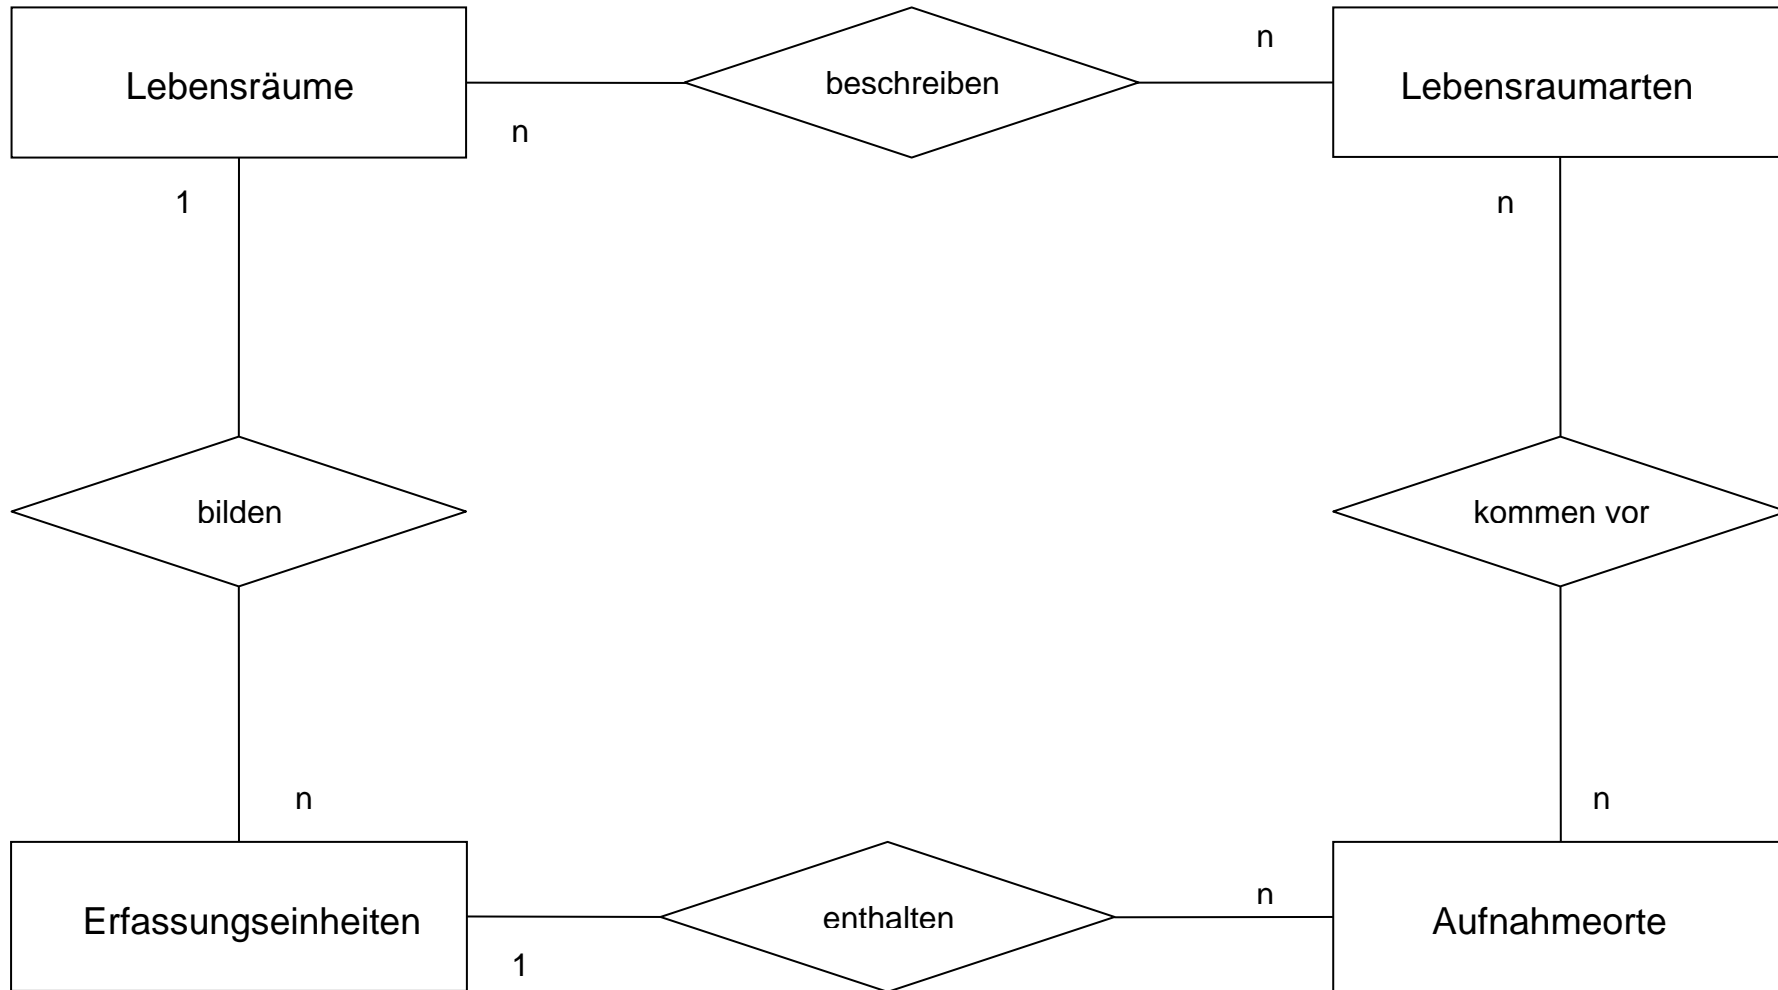 n
Lebensräume
beschreiben
Lebensraumarten
n
1
n
bilden
kommen vor
n
n
Erfassungseinheiten
enthalten
n
Aufnahmeorte
1